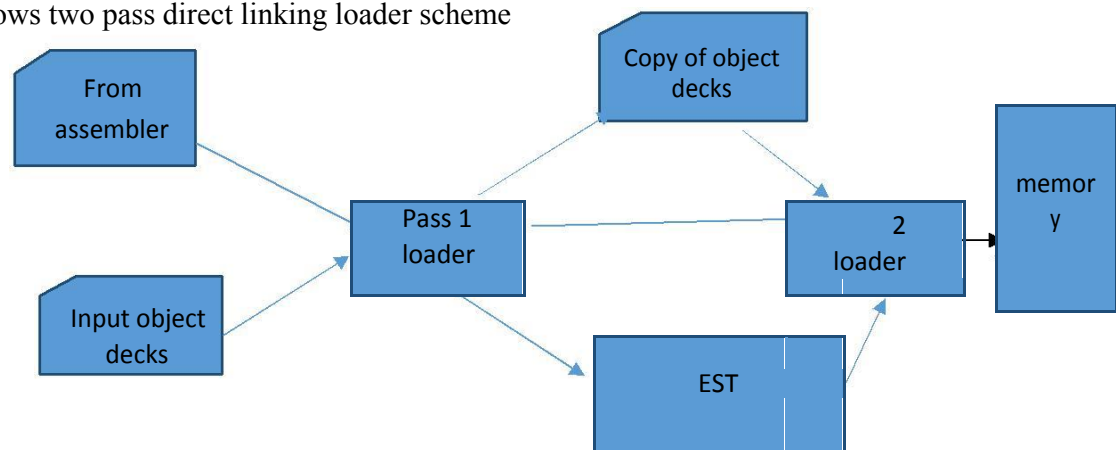 ows two pass direct linking loader scheme
From
assembler
Copy of object
decks
Pass 1
loader
2
loader
memor
y
Input object
decks
EST